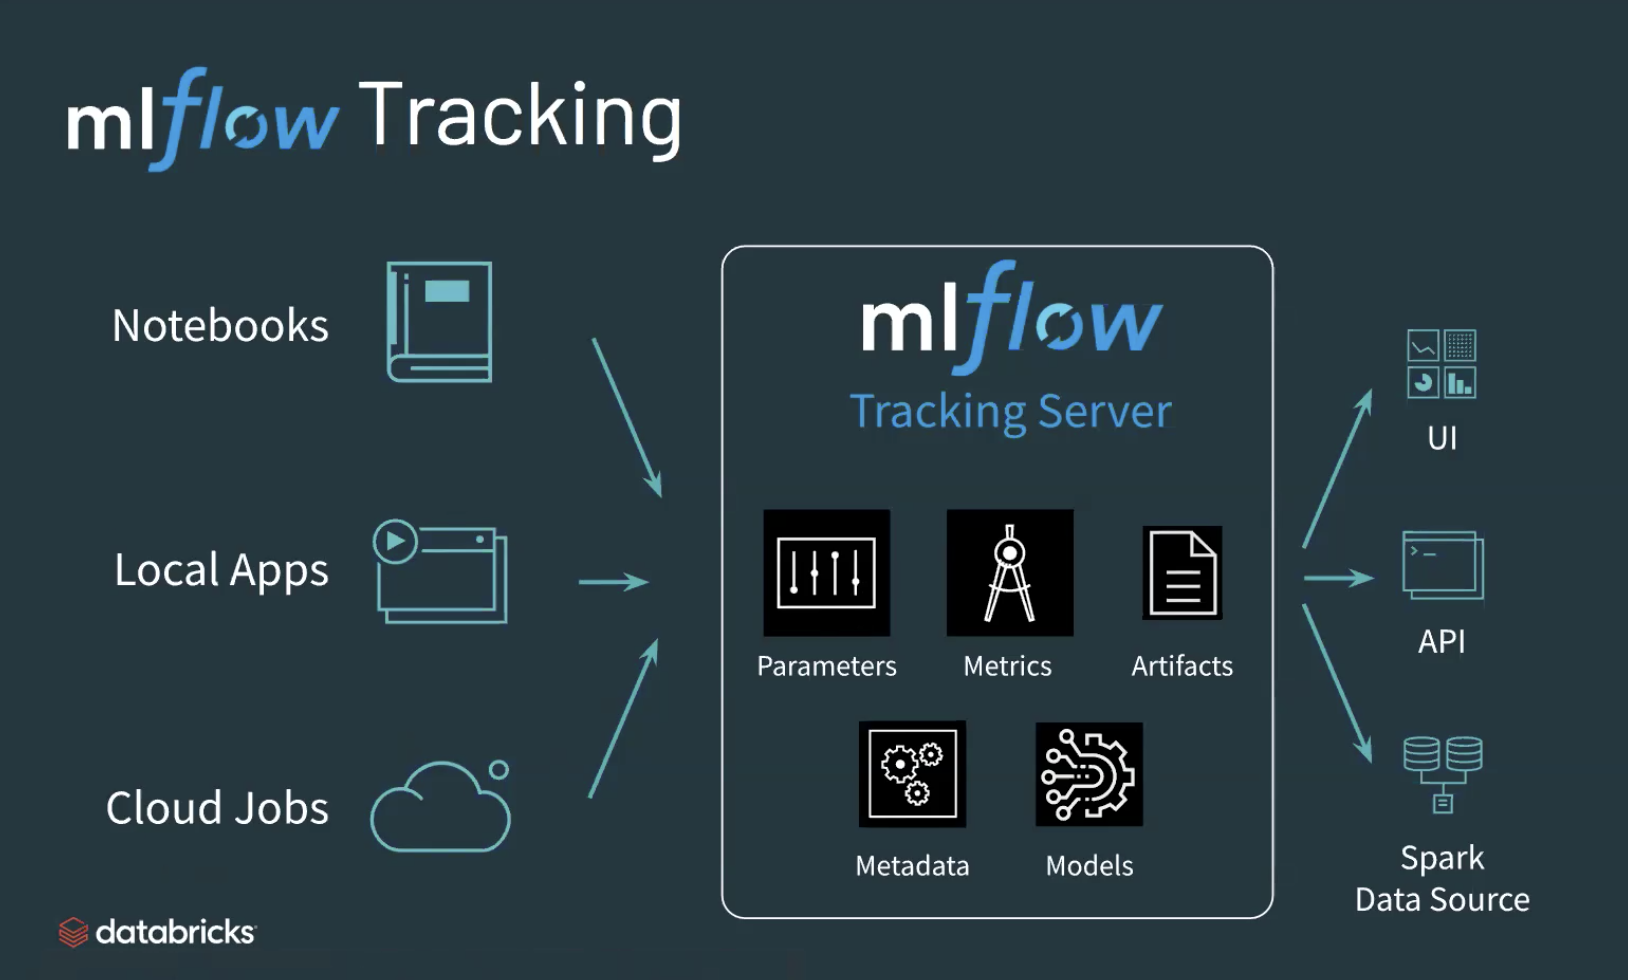 mlflow Tracking
Notebooks
Local Apps
Cloud Jobs
mlflow
Tracking Server
Parameters
Metrics
Artifacts
Metadata
Models
UI
>_
API
Spark
Data Source
databricks